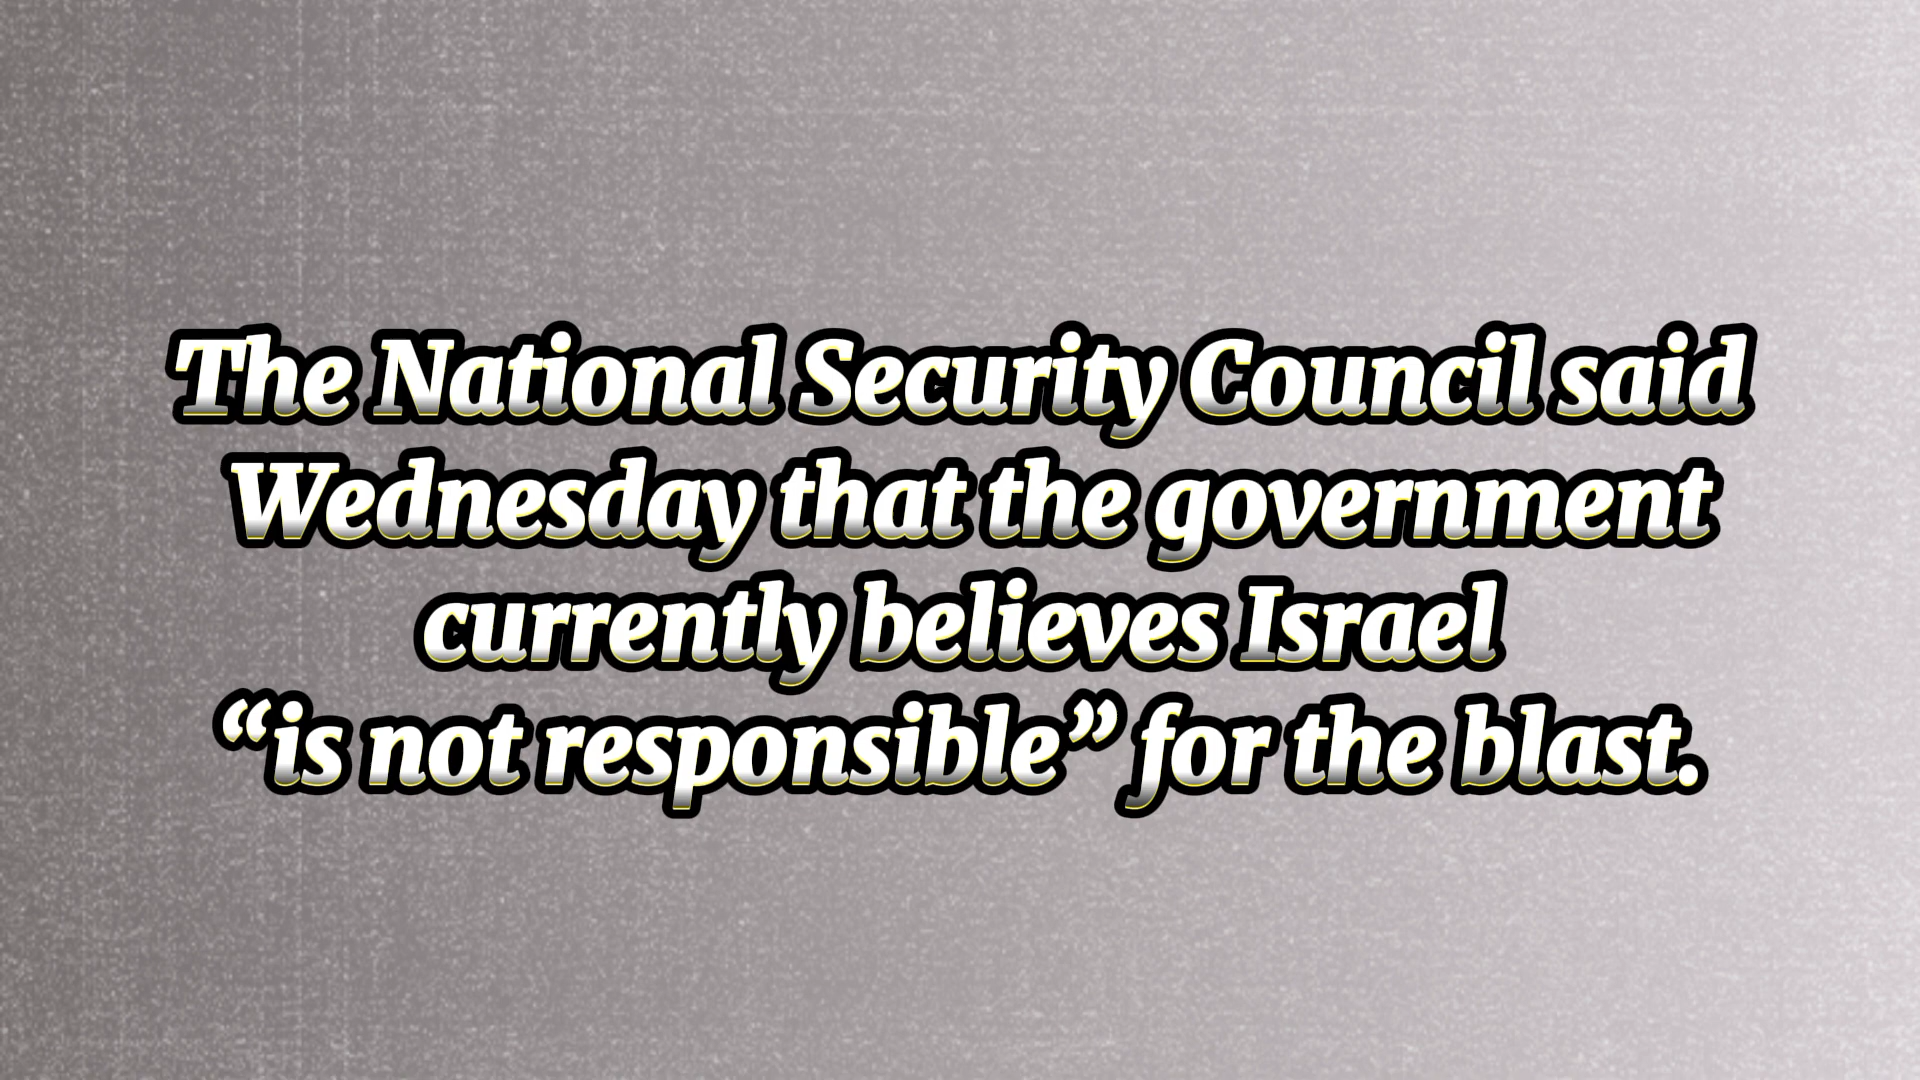 The National Security Council said
Wednesday that the government
currently believes Israel
“is not responsible” for the blast.